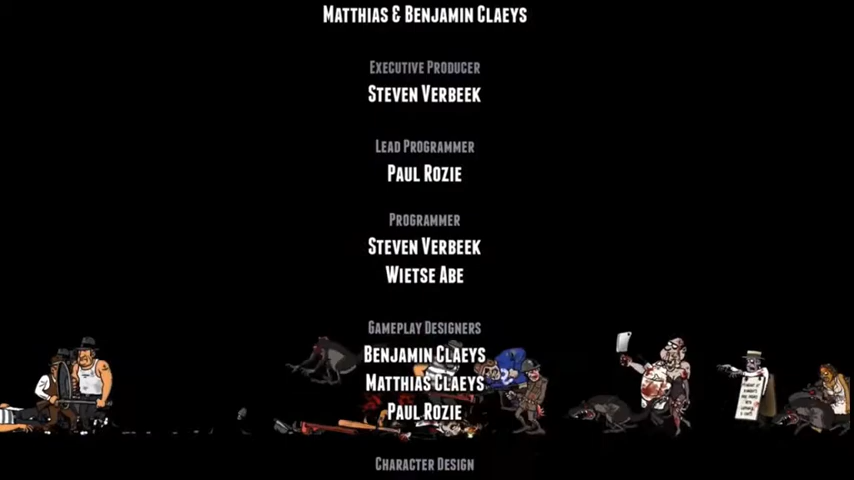 MATTHIAS & BENJAMIN CLAEYS
EXECUTIVE PRODUCER
STEVEN VERBEEK
LEAD PROGRAMMER
PAUL ROZIE
PROGRAMMER
STEVEN VERBEEK
WIETSE ABE
GAMEPLAY DESIGNERS
BENJAMIN CLAEYS
MATTHIAS CLAEYS
PAUL ROZIE
CHARACTER DESIGN